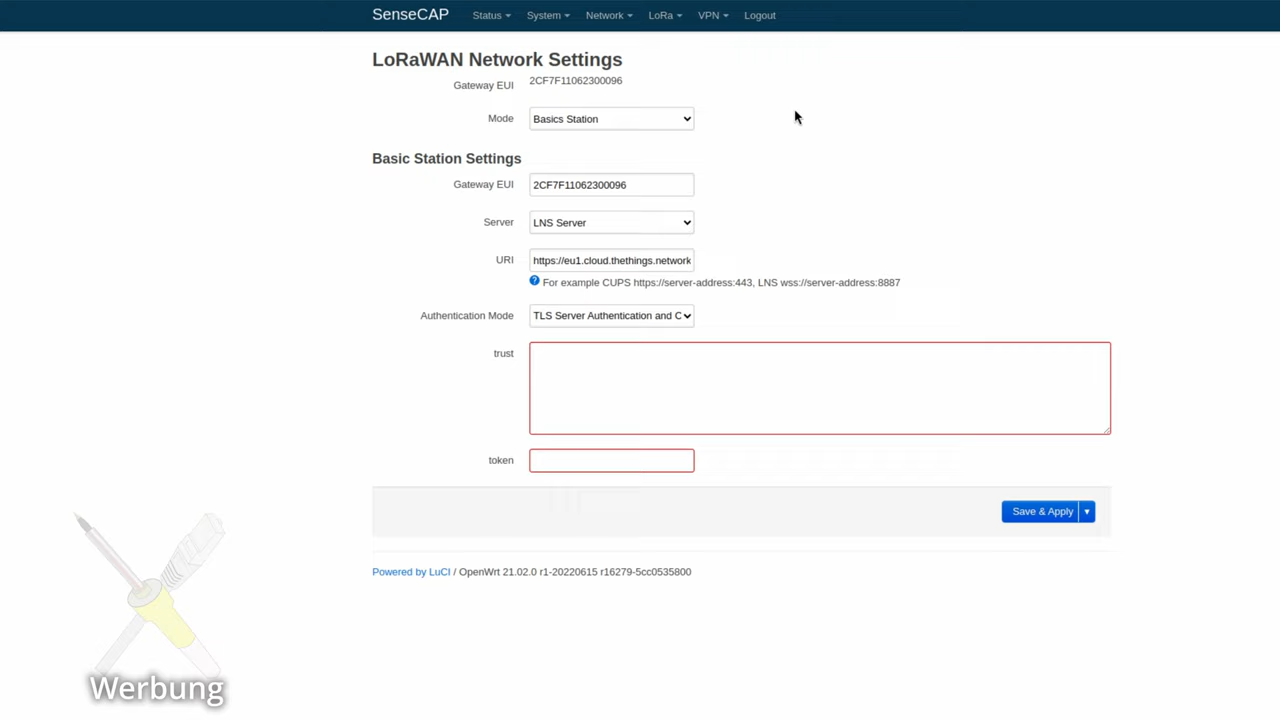 SenseCAP Status System Network LoRa VPN Logout
LoRaWAN Network Settings
Gateway EUI 2CF7F11062300096
Mode Basics Station
Basic Station Settings
Gateway EUI 2CF7F11062300096
Server LNS Server
URI https://eu1.cloud.thethings.network
For example CUPS https://server-address:443, LNS wss://server-address:8887
Authentication Mode TLS Server Authentication and C
trust
token
Save & Apply
Powered by LuCI / OpenWrt 21.02.0 r1-20220615 r16279-5cc0535800
Werbung